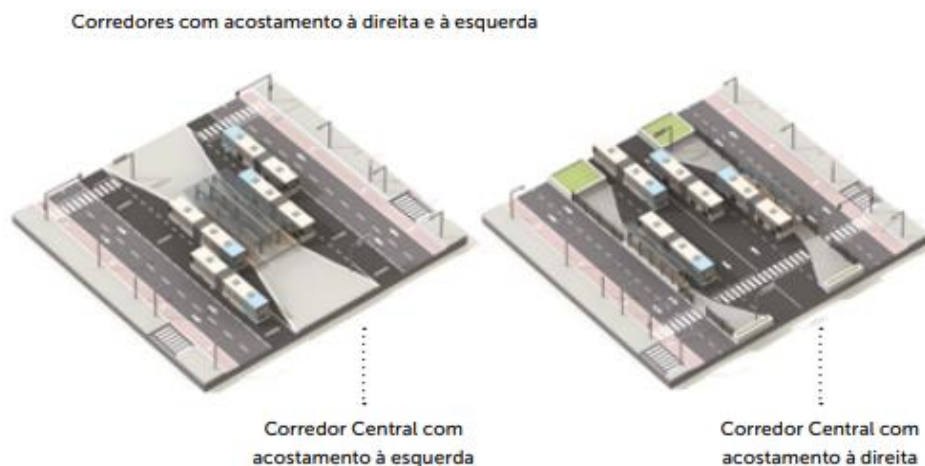 Corredores com acostamento à direita e à esquerda
Corredor Central com
acostamento à esquerda
Corredor Central com
acostamento à direita